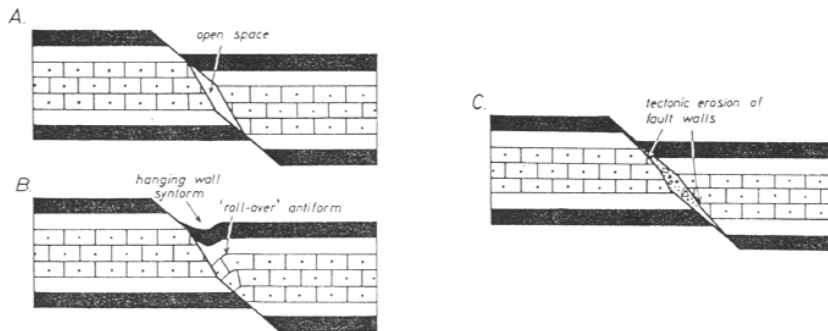 A.
open space
B.
hanging wall
synform
'roll-over' antiform
C.
tectonic erosion of
fault walls